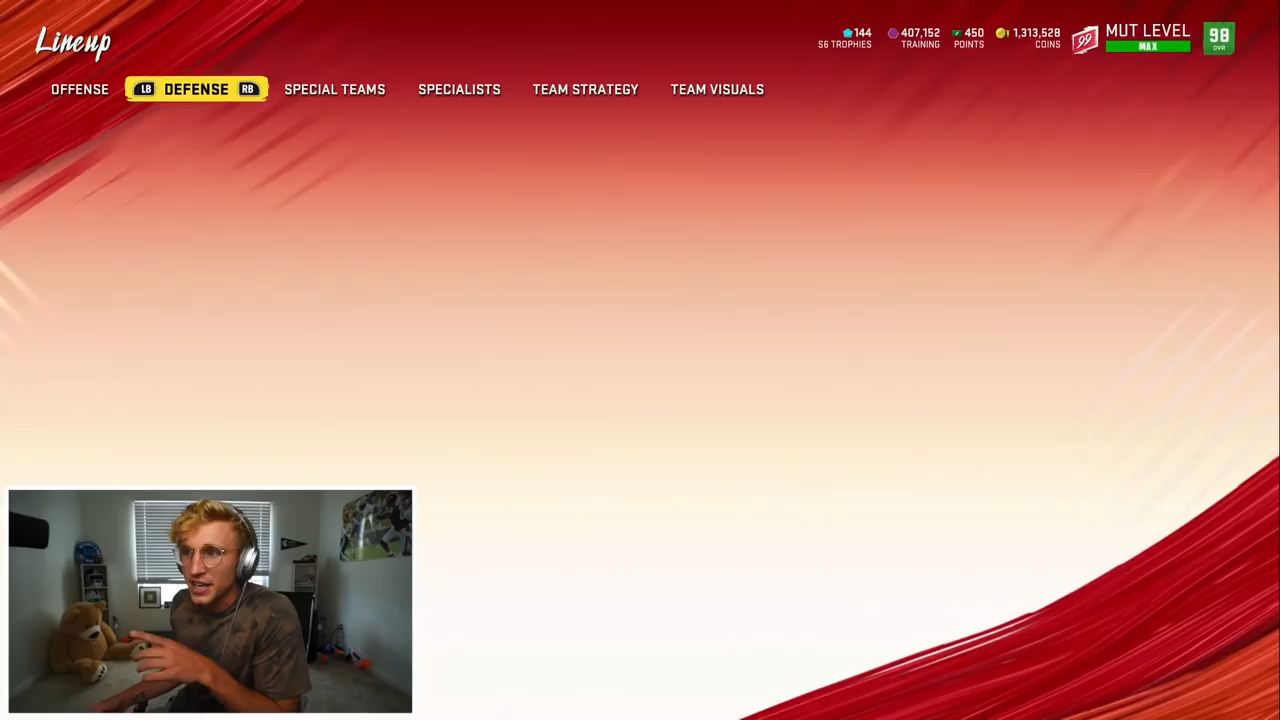 Lineup
144
S6 TROPHIES
407,152
TRAINING
450
POINTS
1,313,528
COINS
99
MUT LEVEL
MAX
98
OVR
OFFENSE
LB DEFENSE RB
SPECIAL TEAMS
SPECIALISTS
TEAM STRATEGY
TEAM VISUALS